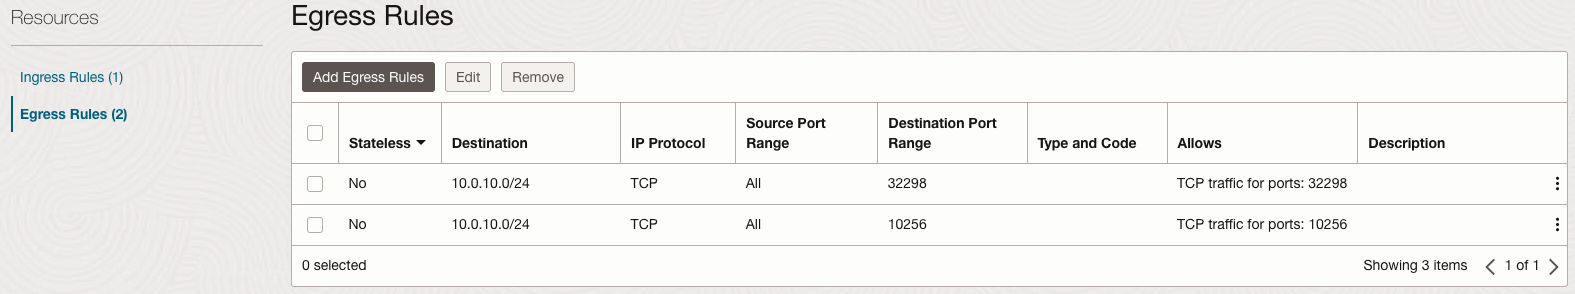 Resources
Egress Rules
Ingress Rules (1)
Egress Rules (2)
Add Egress Rules Edit Remove
Stateless Destination IP Protocol Source Port Range Destination Port Range Type and Code Allows Description
No 10.0.10.0/24 TCP All 32298 TCP traffic for ports: 32298
No 10.0.10.0/24 TCP All 10256 TCP traffic for ports: 10256
0 selected Showing 3 items 1 of 1